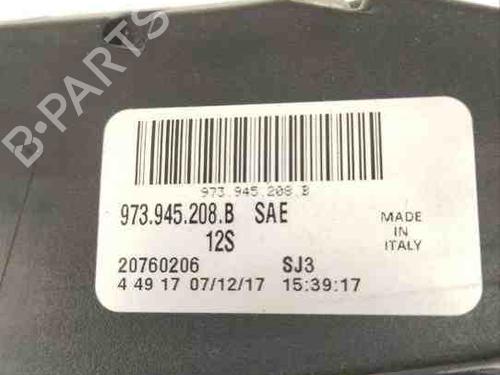 B-PARTS
973.945.208.B
973.945.208.B SAE
12S
MADE
IN
ITALY
20760206 SJ3
4 49 17 07/12/17 15:39:17